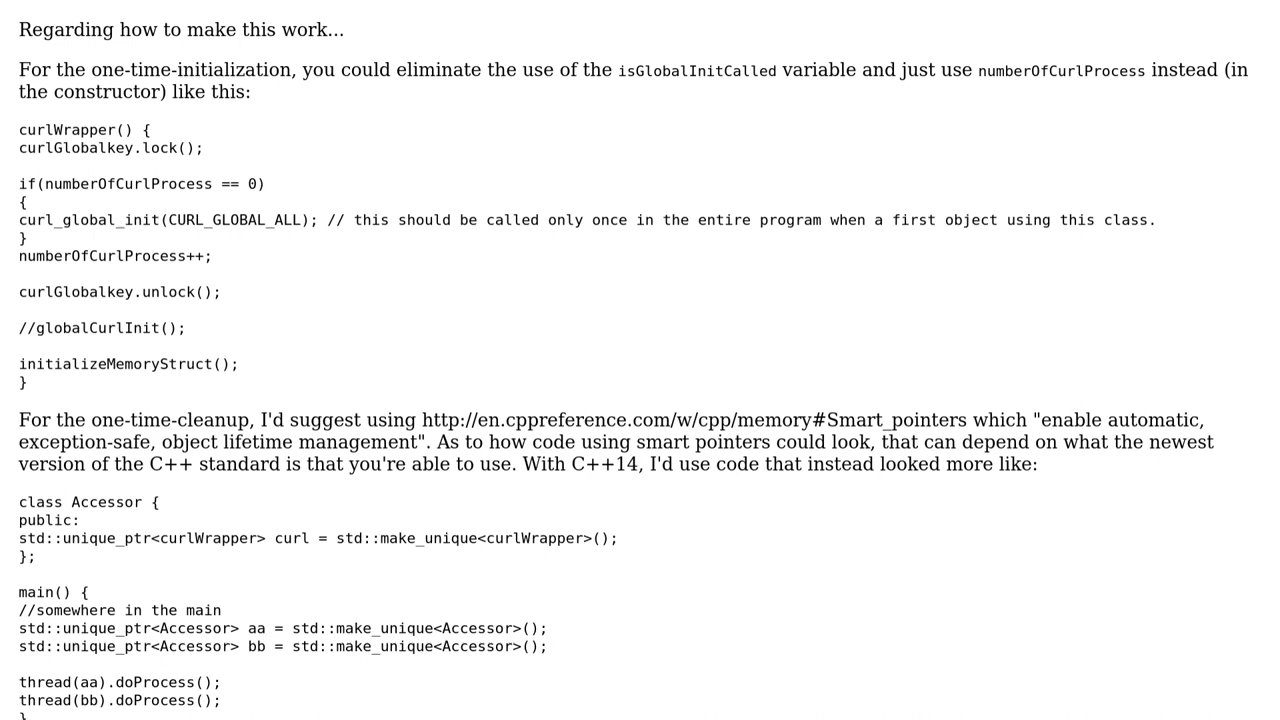 Regarding how to make this work...
For the one-time-initialization, you could eliminate the use of the isGlobalInitCalled variable and just use numberOfCurlProcess instead (in
the constructor) like this:
curlWrapper() {
curlGlobalkey.lock();
if(numberOfCurlProcess == 0)
{
curl_global_init(CURL_GLOBAL_ALL); // this should be called only once in the entire program when a first object using this class.
}
numberOfCurlProcess++;
curlGlobalkey.unlock();
//globalCurlInit();
initializeMemoryStruct();
}
For the one-time-cleanup, I'd suggest using http://en.cppreference.com/w/cpp/memory#Smart_pointers which "enable automatic,
exception-safe, object lifetime management". As to how code using smart pointers could look, that can depend on what the newest
version of the C++ standard is that you're able to use. With C++14, I'd use code that instead looked more like:
class Accessor {
public:
std::unique_ptr<curlWrapper> curl = std::make_unique<curlWrapper>();
};
main() {
//somewhere in the main
std::unique_ptr<Accessor> aa = std::make_unique<Accessor>();
std::unique_ptr<Accessor> bb = std::make_unique<Accessor>();
thread(aa).doProcess();
thread(bb).doProcess();
}